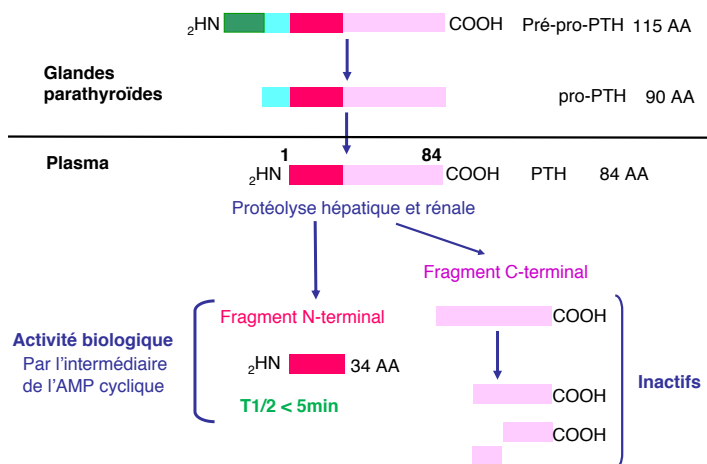 ₂HN COOH Pré-pro-PTH 115 AA
Glandes
parathyroïdes
pro-PTH 90 AA
Plasma
1 84
₂HN COOH PTH 84 AA
Protéolyse hépatique et rénale
Fragment C-terminal
Fragment N-terminal
COOH
Activité biologique
Par l'intermédiaire
de l'AMP cyclique
₂HN 34 AA
T1/2 < 5min
COOH
Inactifs
COOH